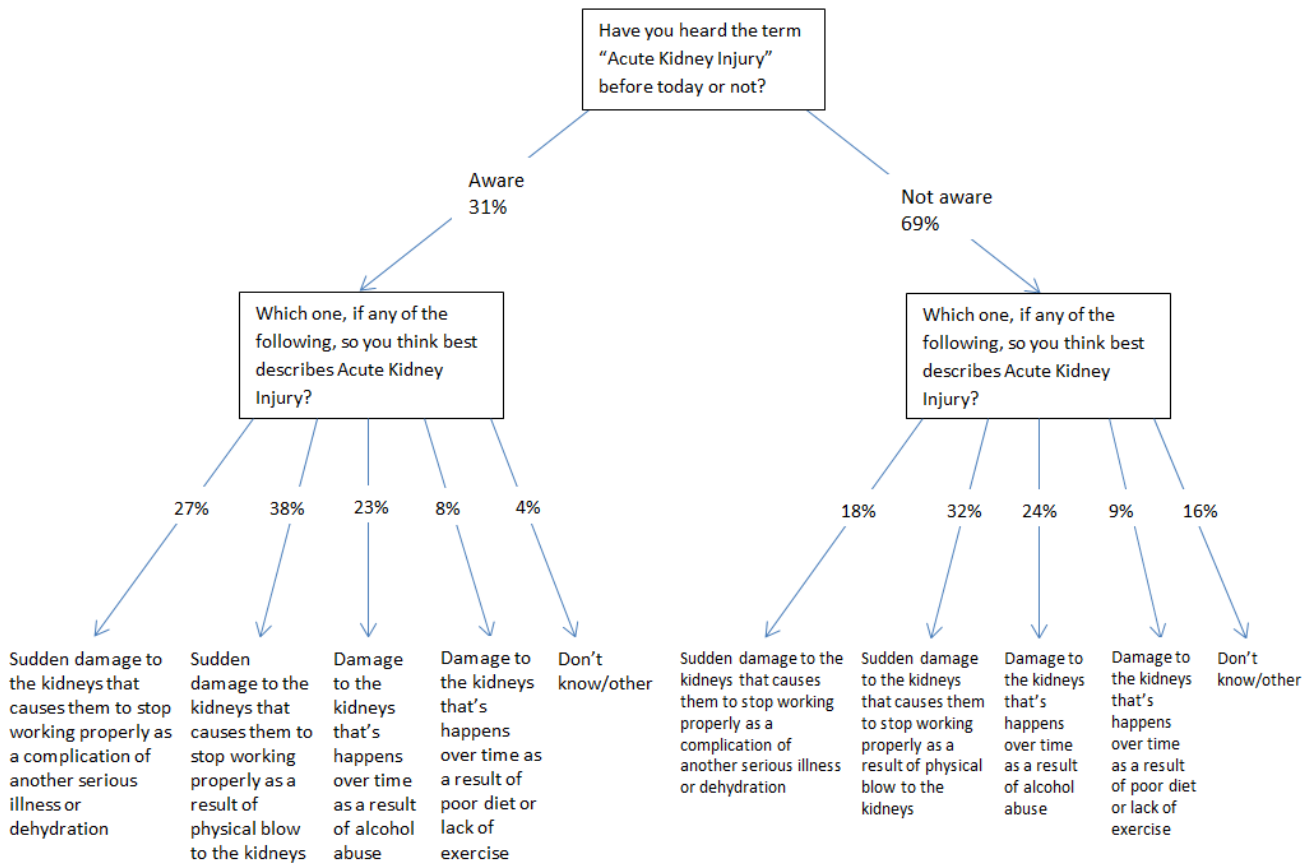 Have you heard the term
“Acute Kidney Injury”
before today or not?
Aware
31%
Not aware
69%
Which one, if any of the
following, so you think best
describes Acute Kidney
Injury?
Which one, if any of the
following, so you think best
describes Acute Kidney
Injury?
27%
38%
23%
8%
4%
18%
32%
24%
9%
16%
Sudden damage to
the kidneys that
causes them to stop
working properly as
a complication of
another serious
illness or
dehydration
Sudden
damage to the
kidneys that
causes them to
stop working
properly as a
result of
physical blow
to the kidneys
Damage
to the
kidneys
that’s
happens
over time
as a result
of alcohol
abuse
Damage to
the kidneys
that’s
happens
over time as
a result of
poor diet or
lack of
exercise
Don’t
know/other
Sudden damage to the
kidneys that causes
them to stop working
properly as a
complication of
another serious illness
or dehydration
Sudden damage
to the kidneys
that causes them
to stop working
properly as a
result of physical
blow to the
kidneys
Damage to
the kidneys
that’s
happens
over time
as a result
of alcohol
abuse
Damage to
the kidneys
that’s
happens
over time
as a result
of poor diet
or lack of
exercise
Don’t
know/other